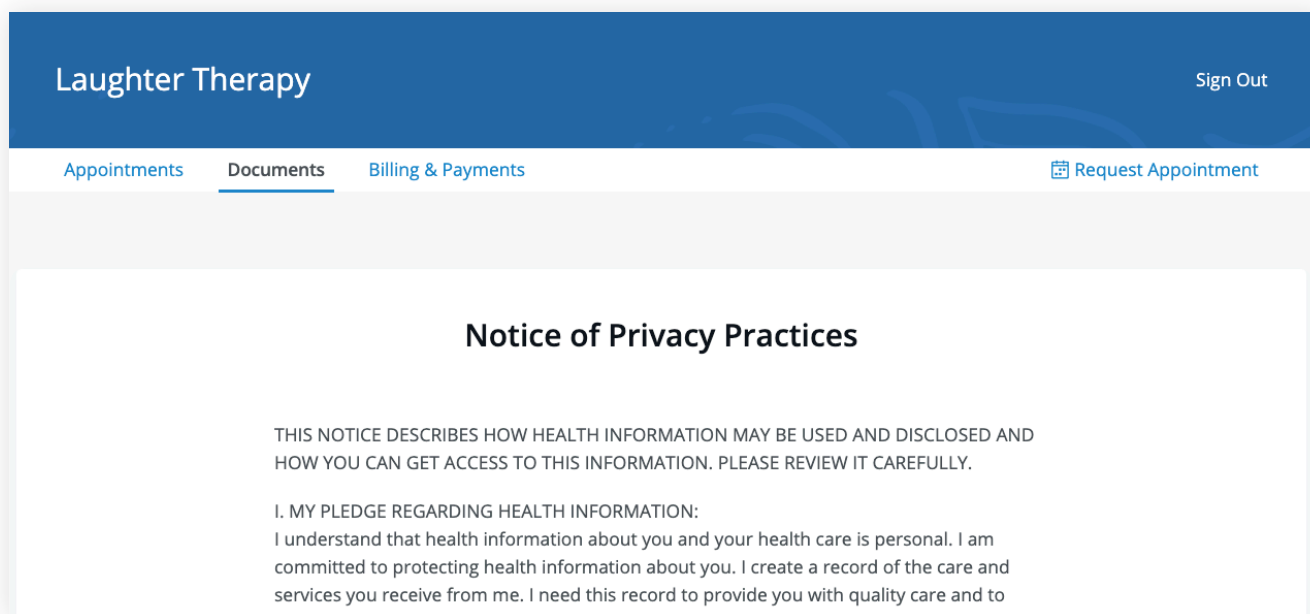 Laughter Therapy
Sign Out
Appointments
Documents
Billing & Payments
Request Appointment
Notice of Privacy Practices
THIS NOTICE DESCRIBES HOW HEALTH INFORMATION MAY BE USED AND DISCLOSED AND
HOW YOU CAN GET ACCESS TO THIS INFORMATION. PLEASE REVIEW IT CAREFULLY.
I. MY PLEDGE REGARDING HEALTH INFORMATION:
I understand that health information about you and your health care is personal. I am
committed to protecting health information about you. I create a record of the care and
services you receive from me. I need this record to provide you with quality care and to